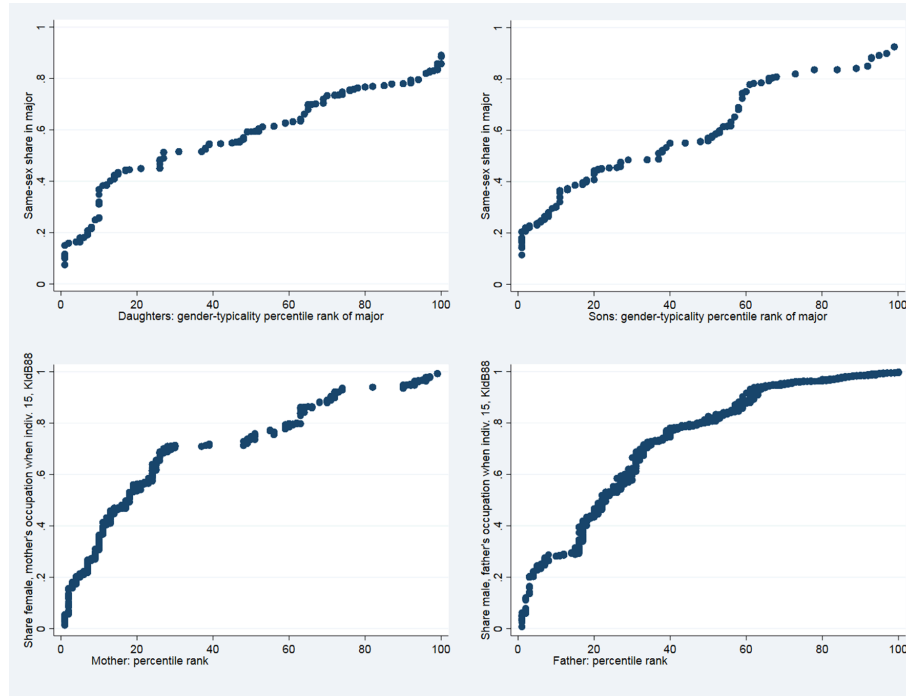 Same-sex share in major
1
.8
.6
.4
.2
0
0 20 40 60 80 100
Daughters: gender-typicality percentile rank of major
Same-sex share in major
1
.8
.6
.4
.2
0
0 20 40 60 80 100
Sons: gender-typicality percentile rank of major
Share female, mother's occupation when indiv. 15, KldB88
1
.8
.6
.4
.2
0
0 20 40 60 80 100
Mother: percentile rank
Share male, father's occupation when indiv. 15, KldB88
1
.8
.6
.4
.2
0
0 20 40 60 80 100
Father: percentile rank